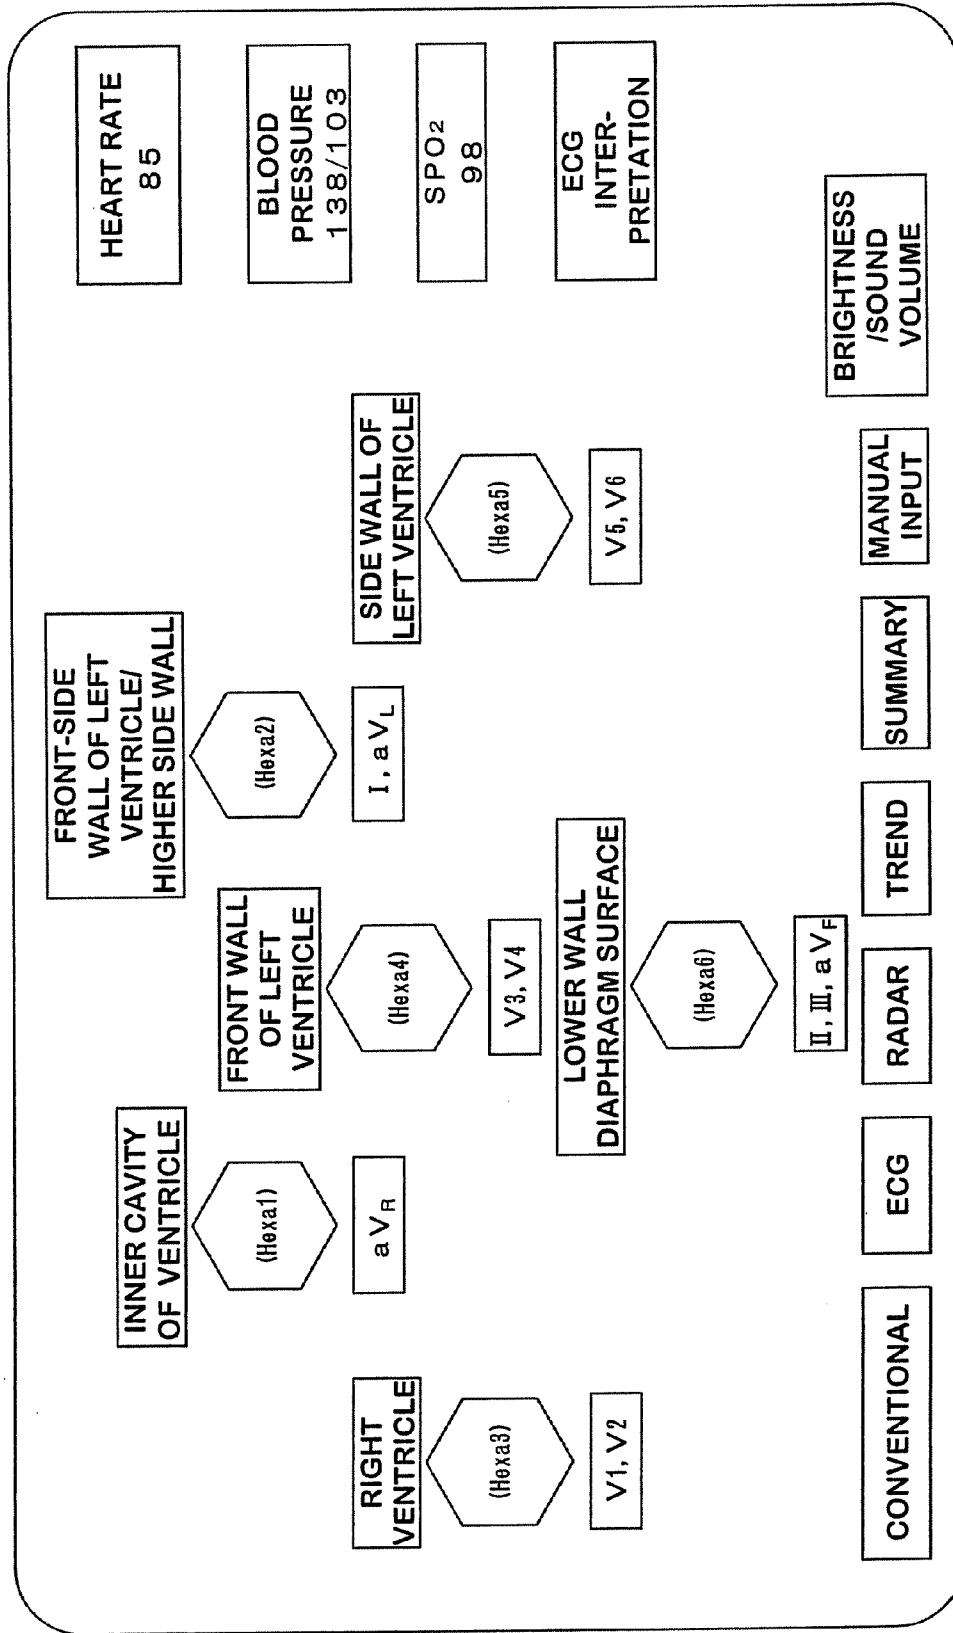 FRONT-SIDE
WALL OF LEFT
VENTRICLE/
HIGHER SIDE WALL
(Hexa2)
I, aVL
INNER CAVITY
OF VENTRICLE
(Hexa1)
aVR
FRONT WALL
OF LEFT
VENTRICLE
(Hexa4)
V3, V4
RIGHT
VENTRICLE
(Hexa3)
V1, V2
SIDE WALL OF
LEFT VENTRICLE
(Hexa5)
V5, V6
LOWER WALL
DIAPHRAGM SURFACE
(Hexa6)
Ⅱ, Ⅲ, aVF
HEART RATE
85
BLOOD
PRESSURE
138/103
SPO2
98
ECG
INTER-
PRETATION
CONVENTIONAL
ECG
RADAR
TREND
SUMMARY
MANUAL
INPUT
BRIGHTNESS
/SOUND
VOLUME